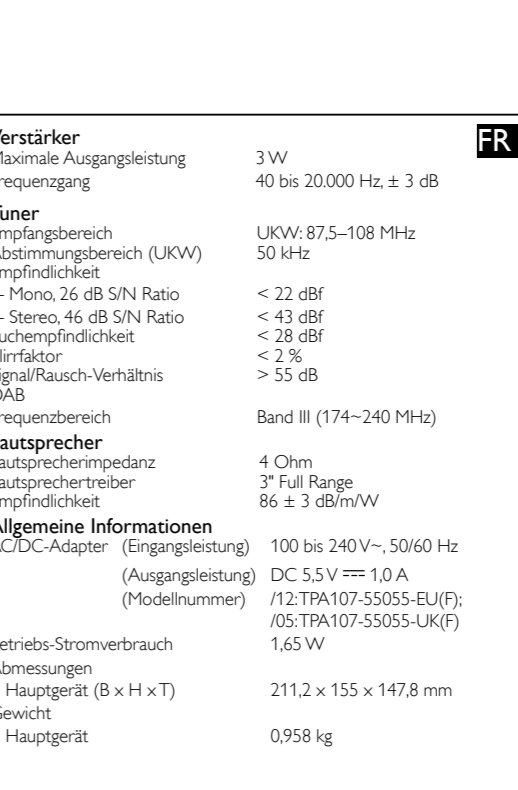 FR
erstärker
aximale Ausgangsleistung 3 W
requenzgang 40 bis 20.000 Hz, ± 3 dB
uner
mpfangsbereich UKW: 87,5–108 MHz
bstimmungsbereich (UKW) 50 kHz
mpfindlichkeit
- Mono, 26 dB S/N Ratio < 22 dBf
- Stereo, 46 dB S/N Ratio < 43 dBf
uchempfindlichkeit < 28 dBf
lirrfaktor < 2 %
ignal/Rausch-Verhältnis > 55 dB
DAB
requenzbereich Band III (174~240 MHz)
autsprecher
autsprecherimpedanz 4 Ohm
autsprechertreiber 3" Full Range
mpfindlichkeit 86 ± 3 dB/m/W
Allgemeine Informationen
AC/DC-Adapter (Eingangsleistung) 100 bis 240 V~, 50/60 Hz
(Ausgangsleistung) DC 5,5 V ⎓ 1,0 A
(Modellnummer) /12: TPA107-55055-EU(F);
/05: TPA107-55055-UK(F)
etriebs-Stromverbrauch 1,65 W
bmessungen
Hauptgerät (B x H x T) 211,2 x 155 x 147,8 mm
ewicht
Hauptgerät 0,958 kg